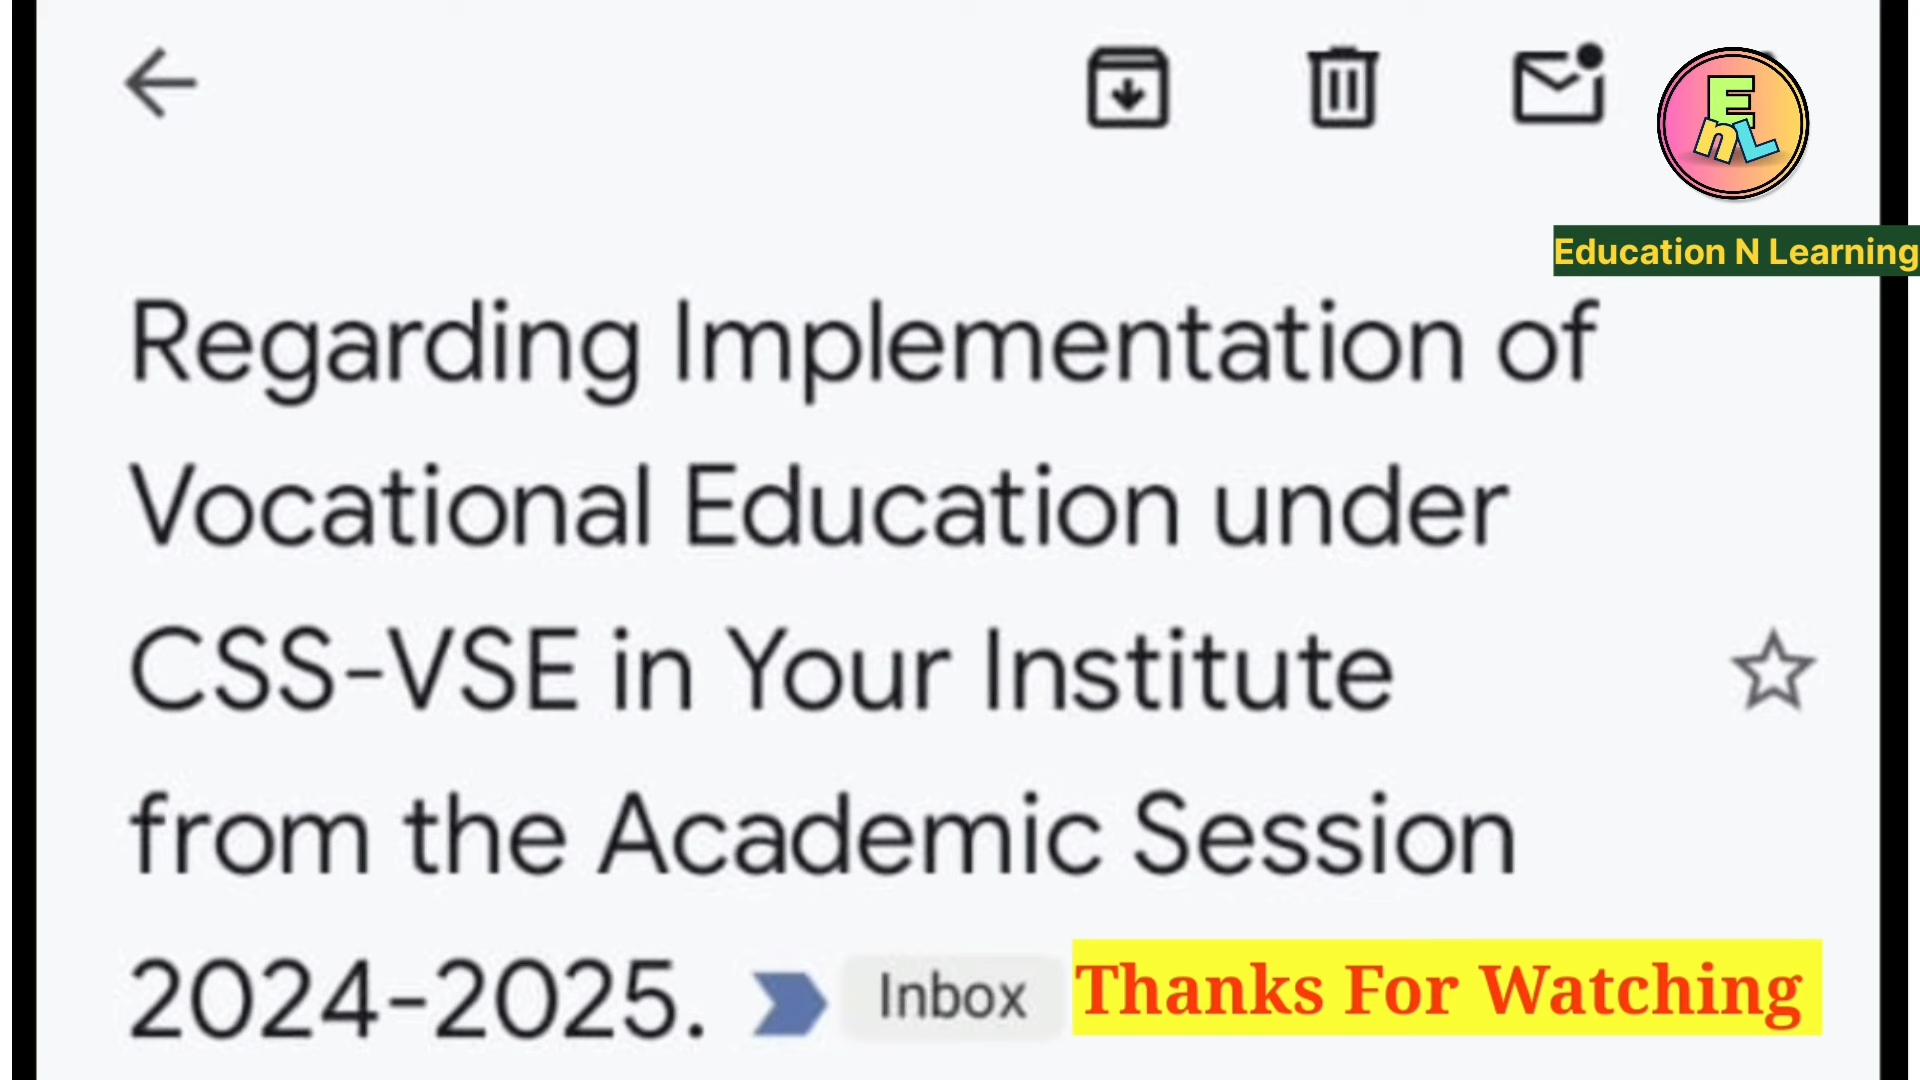 EnL
Education N Learning
Regarding Implementation of
Vocational Education under
CSS-VSE in Your Institute
from the Academic Session
2024-2025. Inbox
Thanks For Watching